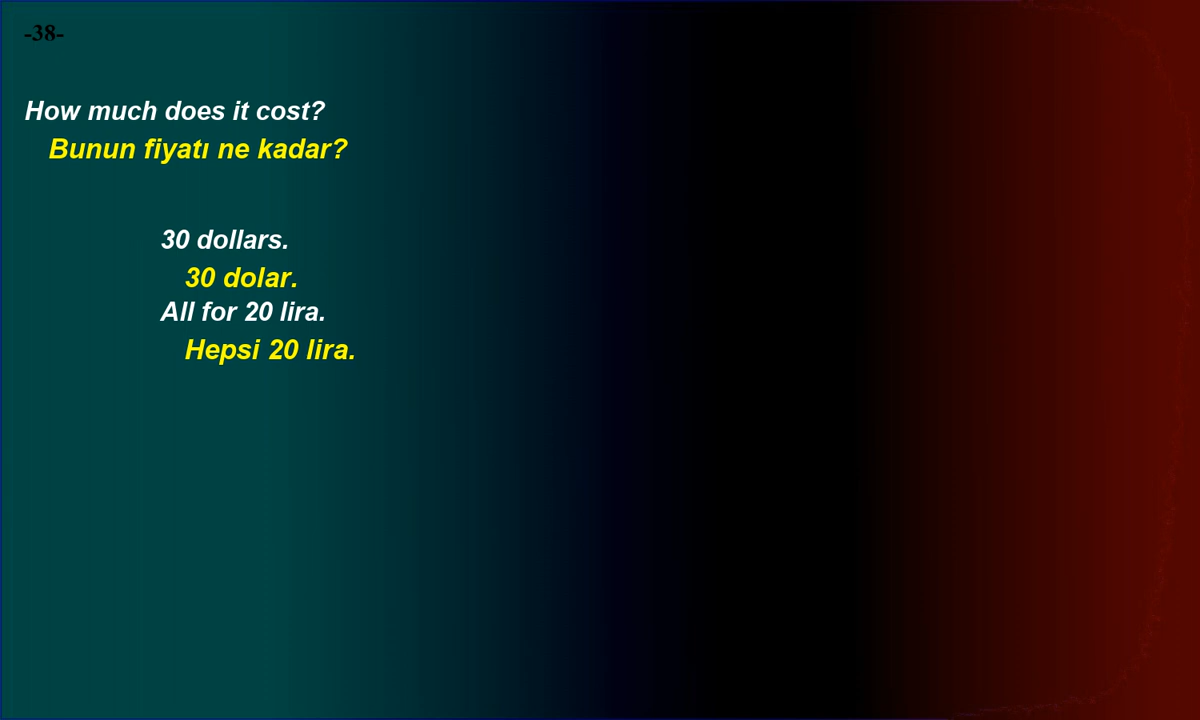 -38-
How much does it cost?
Bunun fiyatı ne kadar?
30 dollars.
30 dolar.
All for 20 lira.
Hepsi 20 lira.